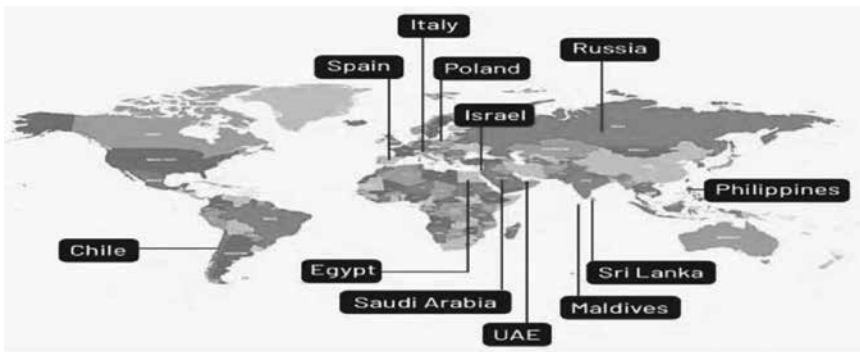 Italy
Russia
Spain
Poland
Israel
Philippines
Chile
Egypt
Sri Lanka
Saudi Arabia
Maldives
UAE